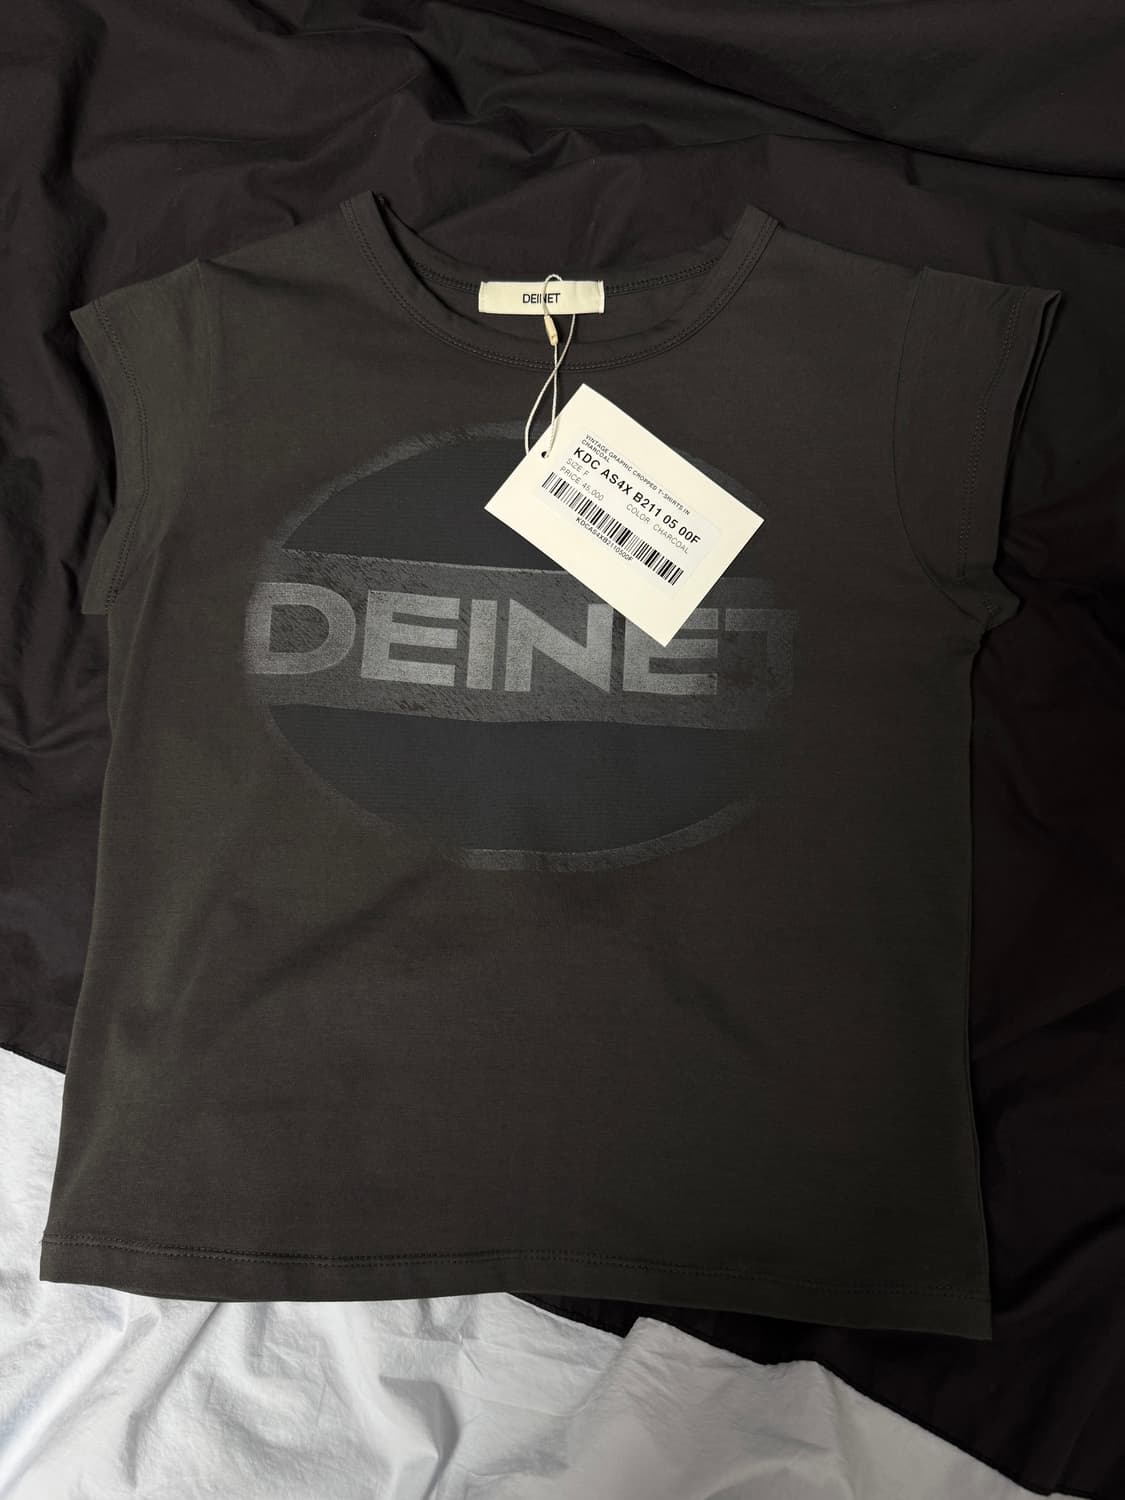 DEINET
VINTAGE GRAPHIC CROPPED T-SHIRTS IN
CHARCOAL
KDC AS4X B211 05 00F
SIZE F
PRICE 45,000 COLOR CHARCOAL
KDCAS4XB2110500F
DEINET